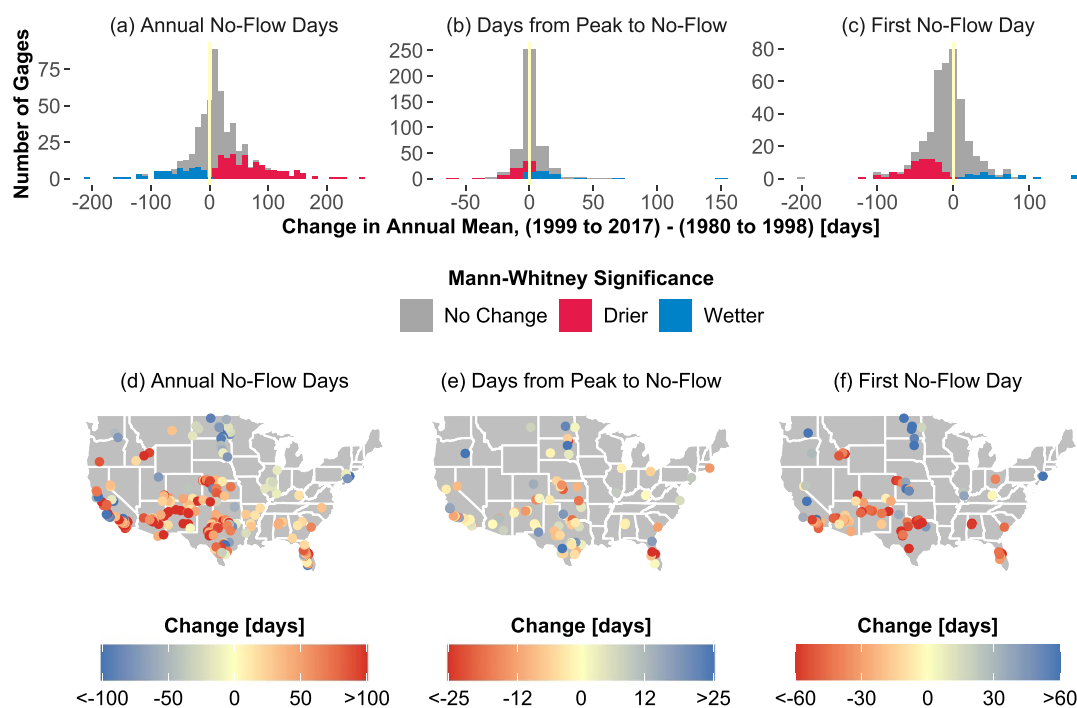 (a) Annual No-Flow Days
(b) Days from Peak to No-Flow
(c) First No-Flow Day
Number of Gages
75
50
25
0
-200 -100 0 100 200
250
200
150
100
50
0
-50 0 50 100 150
80
60
40
20
0
-200 -100 0 100
Change in Annual Mean, (1999 to 2017) - (1980 to 1998) [days]
Mann-Whitney Significance
No Change Drier Wetter
(d) Annual No-Flow Days
(e) Days from Peak to No-Flow
(f) First No-Flow Day
Change [days]
<-100 -50 0 50 >100
Change [days]
<-25 -12 0 12 >25
Change [days]
<-60 -30 0 30 >60